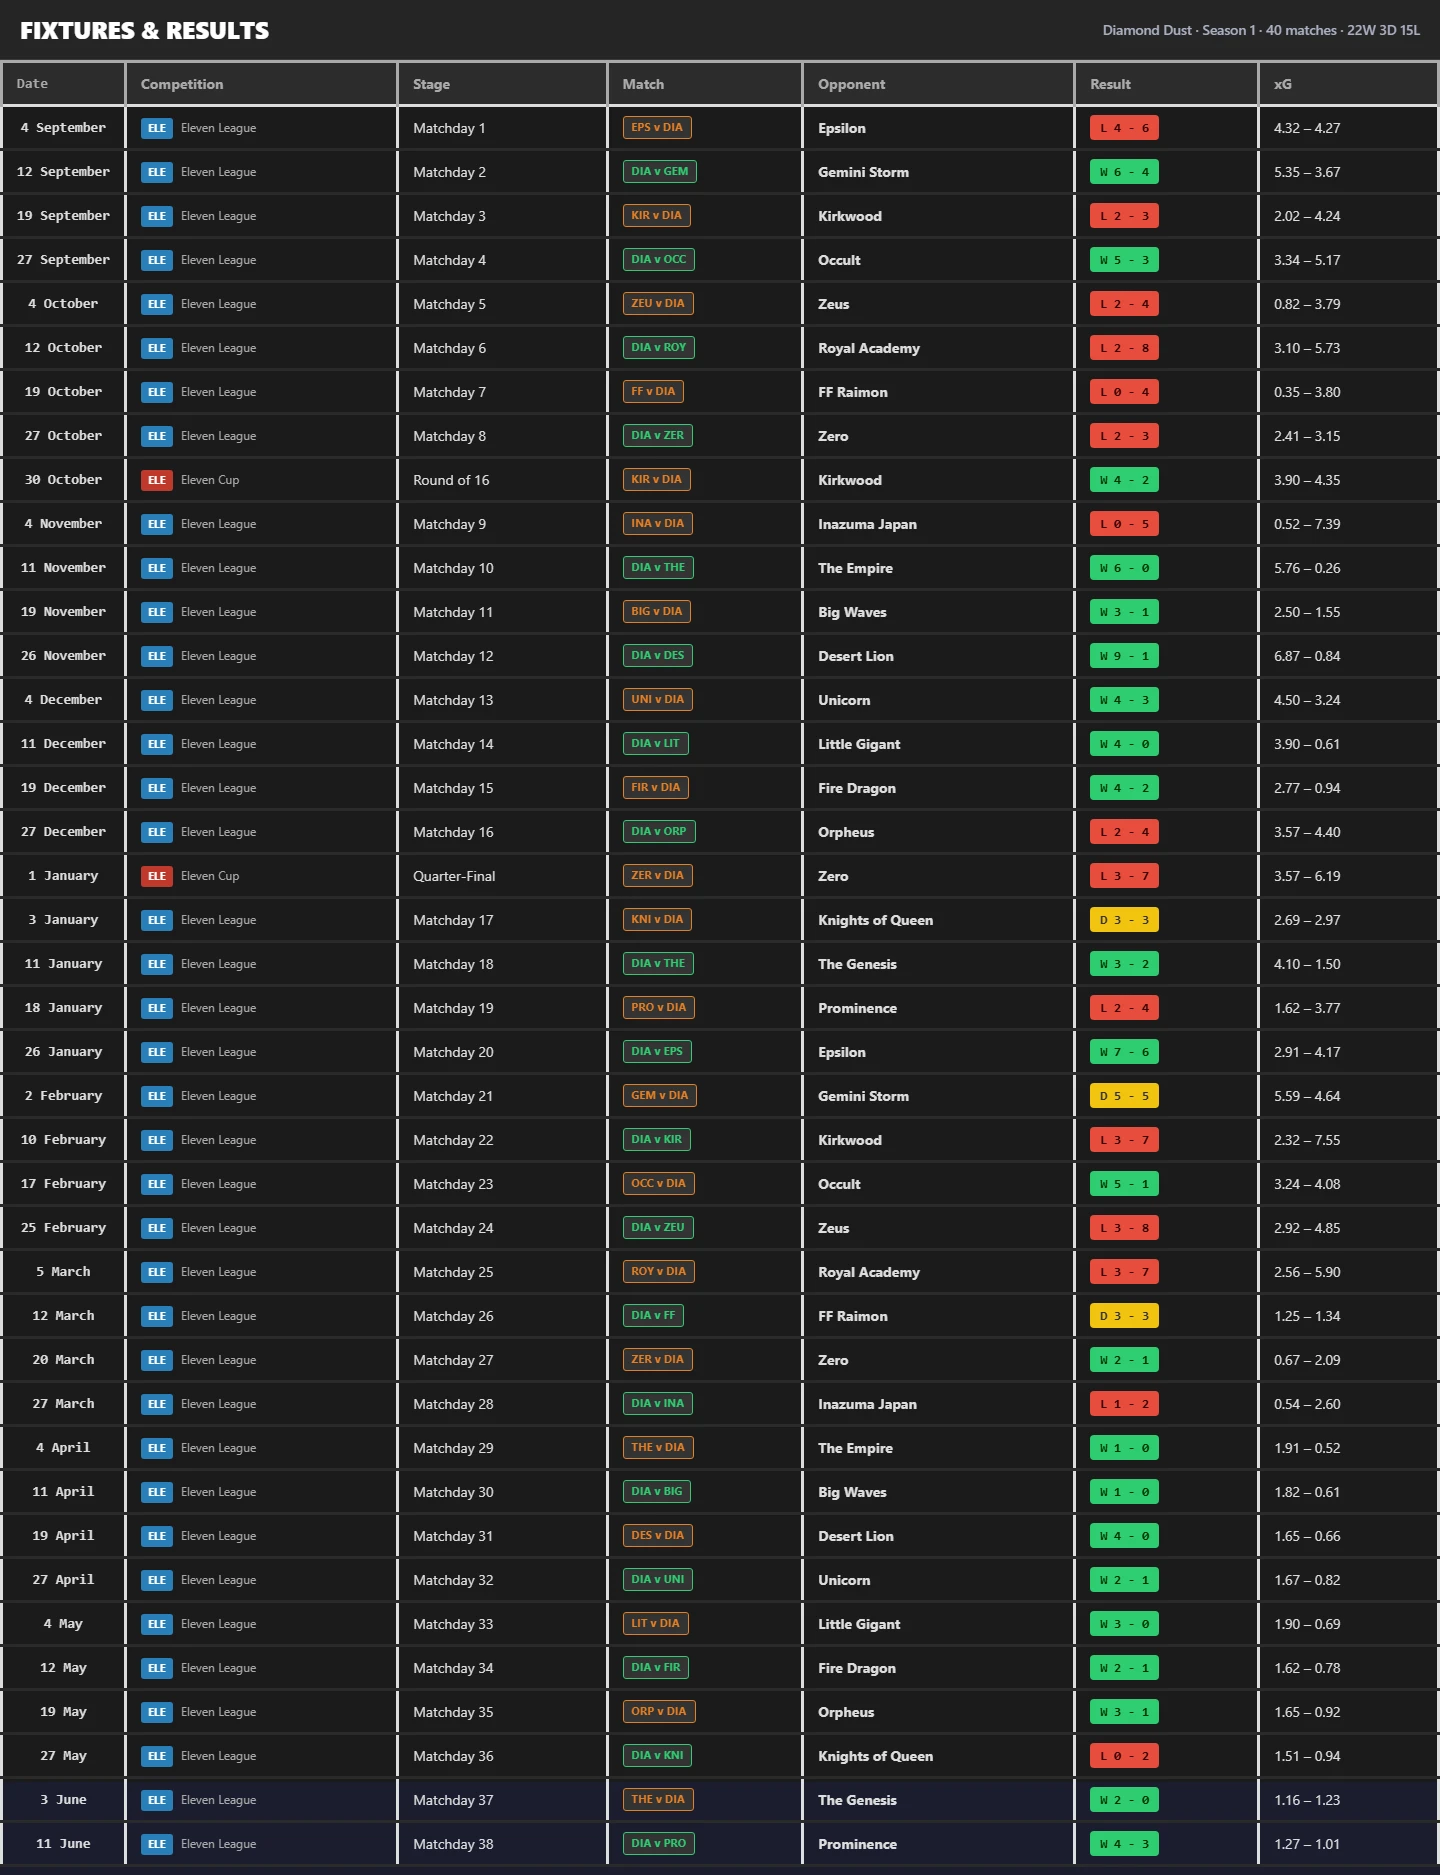 FIXTURES & RESULTS
Diamond Dust · Season 1 · 40 matches · 22W 3D 15L
Date Competition Stage Match Opponent Result xG
4 September ELE Eleven League Matchday 1 EPS v DIA Epsilon L 4 - 6 4.32 – 4.27
12 September ELE Eleven League Matchday 2 DIA v GEM Gemini Storm W 6 - 4 5.35 – 3.67
19 September ELE Eleven League Matchday 3 KIR v DIA Kirkwood L 2 - 3 2.02 – 4.24
27 September ELE Eleven League Matchday 4 DIA v OCC Occult W 5 - 3 3.34 – 5.17
4 October ELE Eleven League Matchday 5 ZEU v DIA Zeus L 2 - 4 0.82 – 3.79
12 October ELE Eleven League Matchday 6 DIA v ROY Royal Academy L 2 - 8 3.10 – 5.73
19 October ELE Eleven League Matchday 7 FF v DIA FF Raimon L 0 - 4 0.35 – 3.80
27 October ELE Eleven League Matchday 8 DIA v ZER Zero L 2 - 3 2.41 – 3.15
30 October ELE Eleven Cup Round of 16 KIR v DIA Kirkwood W 4 - 2 3.90 – 4.35
4 November ELE Eleven League Matchday 9 INA v DIA Inazuma Japan L 0 - 5 0.52 – 7.39
11 November ELE Eleven League Matchday 10 DIA v THE The Empire W 6 - 0 5.76 – 0.26
19 November ELE Eleven League Matchday 11 BIG v DIA Big Waves W 3 - 1 2.50 – 1.55
26 November ELE Eleven League Matchday 12 DIA v DES Desert Lion W 9 - 1 6.87 – 0.84
4 December ELE Eleven League Matchday 13 UNI v DIA Unicorn W 4 - 3 4.50 – 3.24
11 December ELE Eleven League Matchday 14 DIA v LIT Little Gigant W 4 - 0 3.90 – 0.61
19 December ELE Eleven League Matchday 15 FIR v DIA Fire Dragon W 4 - 2 2.77 – 0.94
27 December ELE Eleven League Matchday 16 DIA v ORP Orpheus L 2 - 4 3.57 – 4.40
1 January ELE Eleven Cup Quarter-Final ZER v DIA Zero L 3 - 7 3.57 – 6.19
3 January ELE Eleven League Matchday 17 KNI v DIA Knights of Queen D 3 - 3 2.69 – 2.97
11 January ELE Eleven League Matchday 18 DIA v THE The Genesis W 3 - 2 4.10 – 1.50
18 January ELE Eleven League Matchday 19 PRO v DIA Prominence L 2 - 4 1.62 – 3.77
26 January ELE Eleven League Matchday 20 DIA v EPS Epsilon W 7 - 6 2.91 – 4.17
2 February ELE Eleven League Matchday 21 GEM v DIA Gemini Storm D 5 - 5 5.59 – 4.64
10 February ELE Eleven League Matchday 22 DIA v KIR Kirkwood L 3 - 7 2.32 – 7.55
17 February ELE Eleven League Matchday 23 OCC v DIA Occult W 5 - 1 3.24 – 4.08
25 February ELE Eleven League Matchday 24 DIA v ZEU Zeus L 3 - 8 2.92 – 4.85
5 March ELE Eleven League Matchday 25 ROY v DIA Royal Academy L 3 - 7 2.56 – 5.90
12 March ELE Eleven League Matchday 26 DIA v FF FF Raimon D 3 - 3 1.25 – 1.34
20 March ELE Eleven League Matchday 27 ZER v DIA Zero W 2 - 1 0.67 – 2.09
27 March ELE Eleven League Matchday 28 DIA v INA Inazuma Japan L 1 - 2 0.54 – 2.60
4 April ELE Eleven League Matchday 29 THE v DIA The Empire W 1 - 0 1.91 – 0.52
11 April ELE Eleven League Matchday 30 DIA v BIG Big Waves W 1 - 0 1.82 – 0.61
19 April ELE Eleven League Matchday 31 DES v DIA Desert Lion W 4 - 0 1.65 – 0.66
27 April ELE Eleven League Matchday 32 DIA v UNI Unicorn W 2 - 1 1.67 – 0.82
4 May ELE Eleven League Matchday 33 LIT v DIA Little Gigant W 3 - 0 1.90 – 0.69
12 May ELE Eleven League Matchday 34 DIA v FIR Fire Dragon W 2 - 1 1.62 – 0.78
19 May ELE Eleven League Matchday 35 ORP v DIA Orpheus W 3 - 1 1.65 – 0.92
27 May ELE Eleven League Matchday 36 DIA v KNI Knights of Queen L 0 - 2 1.51 – 0.94
3 June ELE Eleven League Matchday 37 THE v DIA The Genesis W 2 - 0 1.16 – 1.23
11 June ELE Eleven League Matchday 38 DIA v PRO Prominence W 4 - 3 1.27 – 1.01